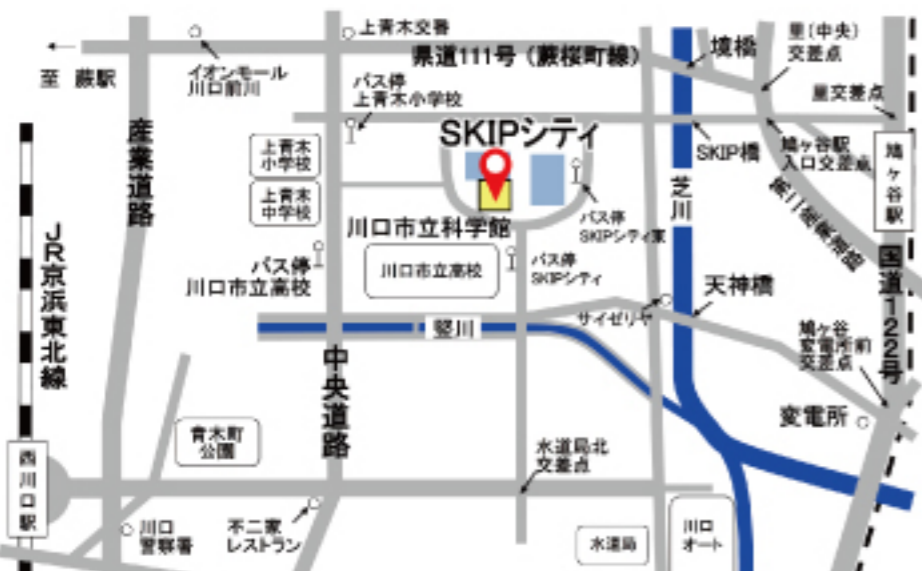 上青木交番
県道111号(蕨桜町線)
境橋
里(中央)
交差点
至 蕨駅
イオンモール
川口前川
バス停
上青木小学校
里交差点
産業道路
上青木
小学校
SKIPシティ
SKIP橋
鳩ヶ谷駅
入口交差点
鳩ヶ谷駅
上青木
中学校
芝川
JR京浜東北線
川口市立科学館
バス停
SKIPシティ東
バス停
川口市立高校
川口市立高校
バス停
SKIPシティ
国道122号
天神橋
サイゼリヤ
竪川
鳩ヶ谷
変電所前
交差点
中央道路
変電所
青木町
公園
水道局北
交差点
西川口駅
川口
警察署
不二家
レストラン
水道局
川口
オート